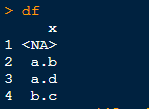 > df
x
1 <NA>
2 a.b
3 a.d
4 b.c